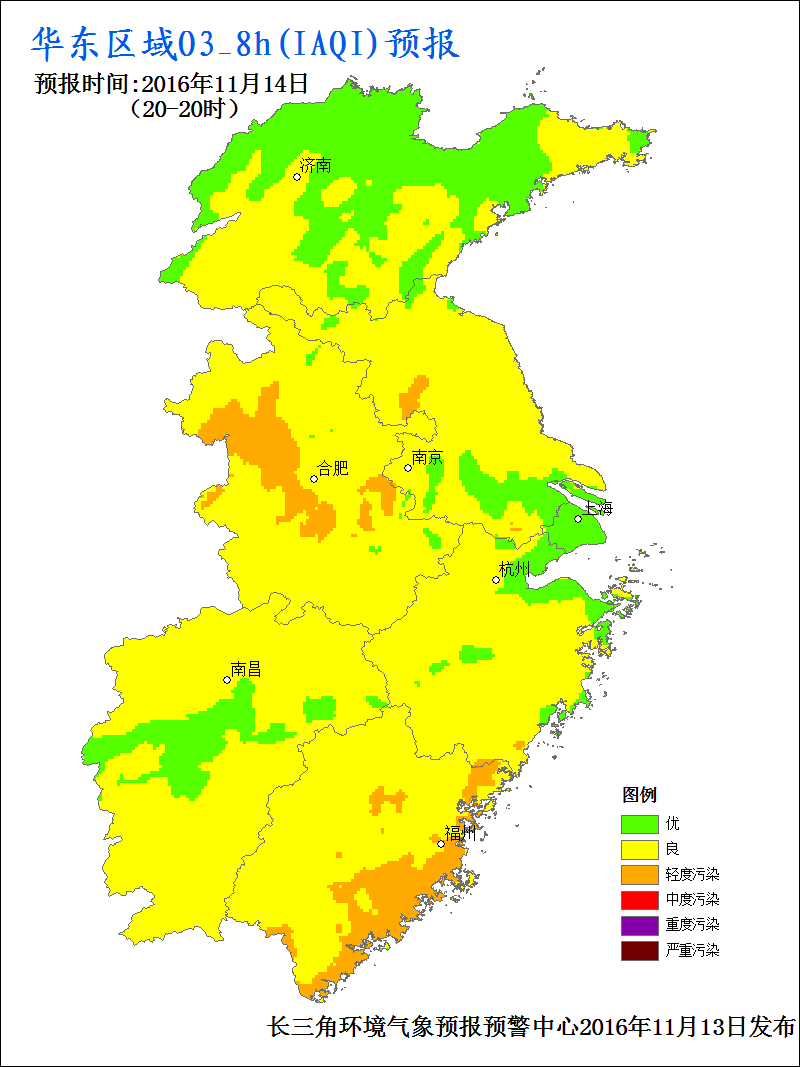 华东区域O3_8h(IAQI)预报
预报时间:2016年11月14日
（20-20时）
济南
南京
合肥
上海
杭州
南昌
福州
图例
优
良
轻度污染
中度污染
重度污染
严重污染
长三角环境气象预报预警中心2016年11月13日发布